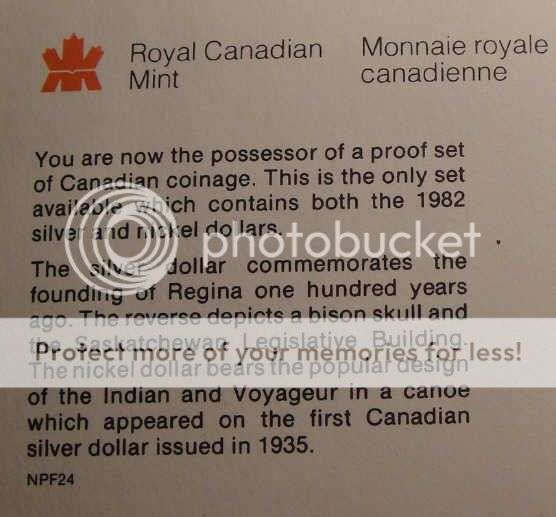 Royal Canadian
Mint
Monnaie royale
canadienne
You are now the possessor of a proof set
of Canadian coinage. This is the only set
available which contains both the 1982
silver and nickel dollars.
photobucket
The silver dollar commemorates the
founding of Regina one hundred years
ago. The reverse depicts a bison skull and
the Saskatchewan Legislative Building.
Protect more of your memories for less!
The nickel dollar bears the popular design
of the Indian and Voyageur in a canoe
which appeared on the first Canadian
silver dollar issued in 1935.
NPF24